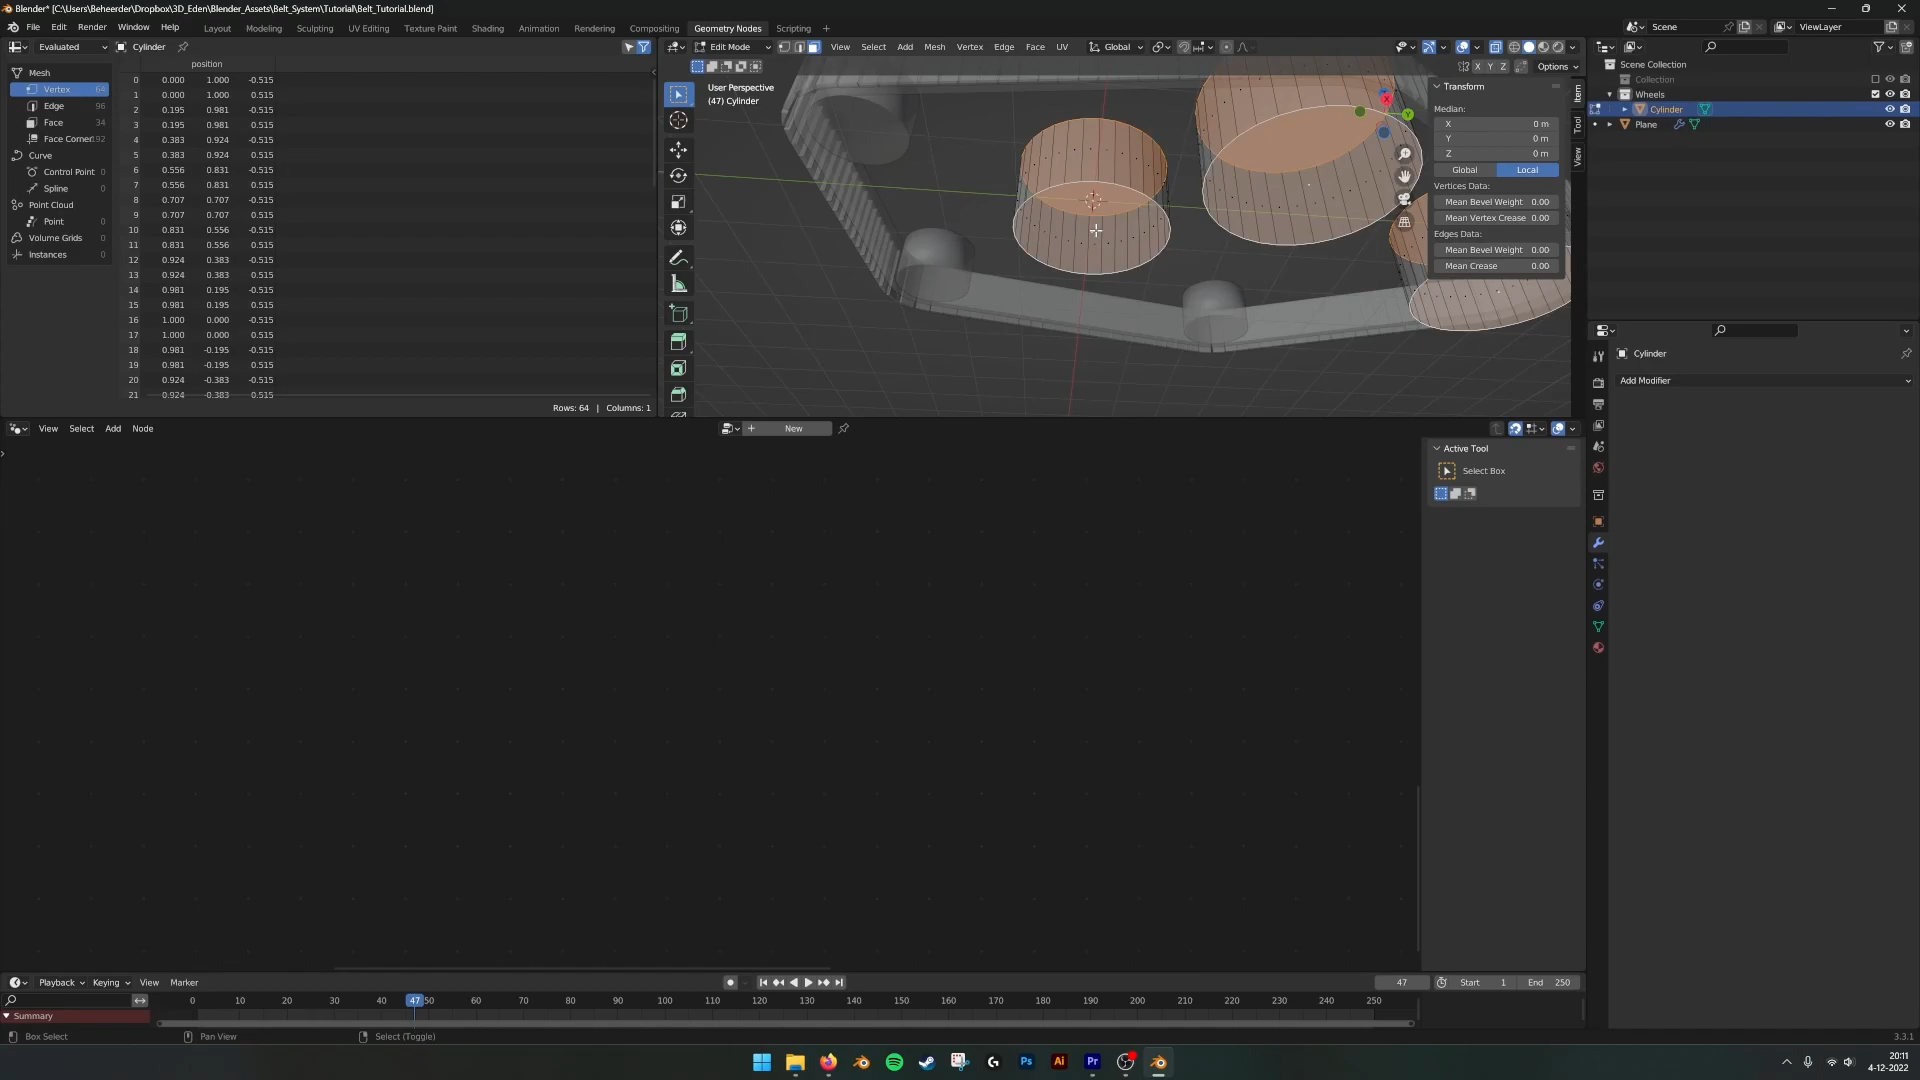 Blender* [C:\Users\Beheerder\Dropbox\3D_Eden\Blender_Assets\Belt_System\Tutorial\Belt_Tutorial.blend]
File Edit Render Window Help Layout Modeling Sculpting UV Editing Texture Paint Shading Animation Rendering Compositing Geometry Nodes Scripting + Scene ViewLayer
Evaluated Cylinder
Edit Mode View Select Add Mesh Vertex Edge Face UV Global
X Y Z Options
position
Mesh
Vertex 64
Edge 96
Face 34
Face Corner 192
Curve
Control Point 0
Spline 0
Point Cloud
Point 0
Volume Grids 0
Instances 0
0 0.000 1.000 -0.515
1 0.000 1.000 0.515
2 0.195 0.981 -0.515
3 0.195 0.981 0.515
4 0.383 0.924 -0.515
5 0.383 0.924 0.515
6 0.556 0.831 -0.515
7 0.556 0.831 0.515
8 0.707 0.707 -0.515
9 0.707 0.707 0.515
10 0.831 0.556 -0.515
11 0.831 0.556 0.515
12 0.924 0.383 -0.515
13 0.924 0.383 0.515
14 0.981 0.195 -0.515
15 0.981 0.195 0.515
16 1.000 0.000 -0.515
17 1.000 0.000 0.515
18 0.981 -0.195 -0.515
19 0.981 -0.195 0.515
20 0.924 -0.383 -0.515
21 0.924 -0.383 0.515
Rows: 64 | Columns: 1
User Perspective
(47) Cylinder
Transform
Median:
X 0 m
Y 0 m
Z 0 m
Global Local
Vertices Data:
Mean Bevel Weight 0.00
Mean Vertex Crease 0.00
Edges Data:
Mean Bevel Weight 0.00
Mean Crease 0.00
Item
Tool
View
X
Y
Scene Collection
Collection
Wheels
Cylinder
Plane
Cylinder
Add Modifier
View Select Add Node
New
Active Tool
Select Box
Playback Keying View Marker
47 Start 1 End 250
0 10 20 30 40 47 50 60 70 80 90 100 110 120 130 140 150 160 170 180 190 200 210 220 230 240 250
Summary
Box Select Pan View Select (Toggle)
3.3.1
Ps Ai Pr
20:11
4-12-2022